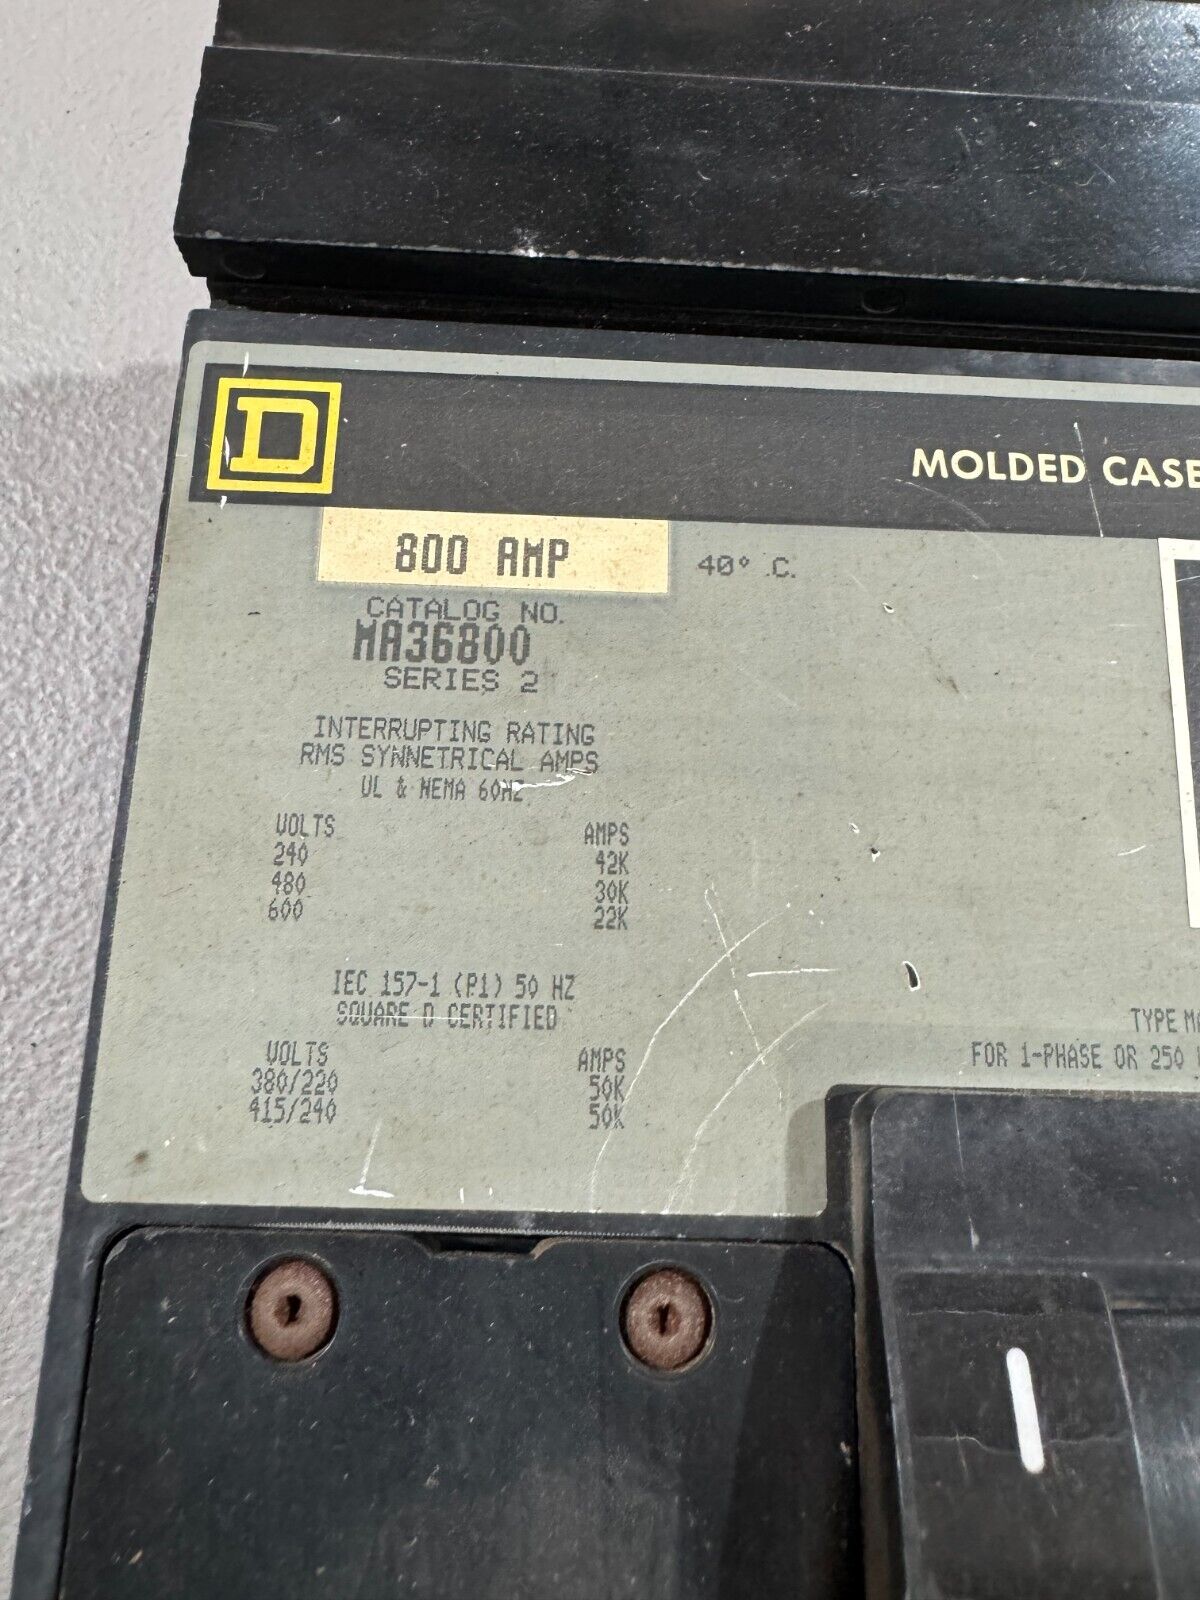 D
MOLDED CASE
800 AMP
40° C.
CATALOG NO.
MA36800
SERIES 2
INTERRUPTING RATING
RMS SYNNETRICAL AMPS
UL & NEMA 60HZ
VOLTS AMPS
240 42K
480 30K
600 22K
IEC 157-1 (P1) 50 HZ
SQUARE D CERTIFIED
VOLTS AMPS
380/220 50K
415/240 50K
TYPE MA
FOR 1-PHASE OR 250